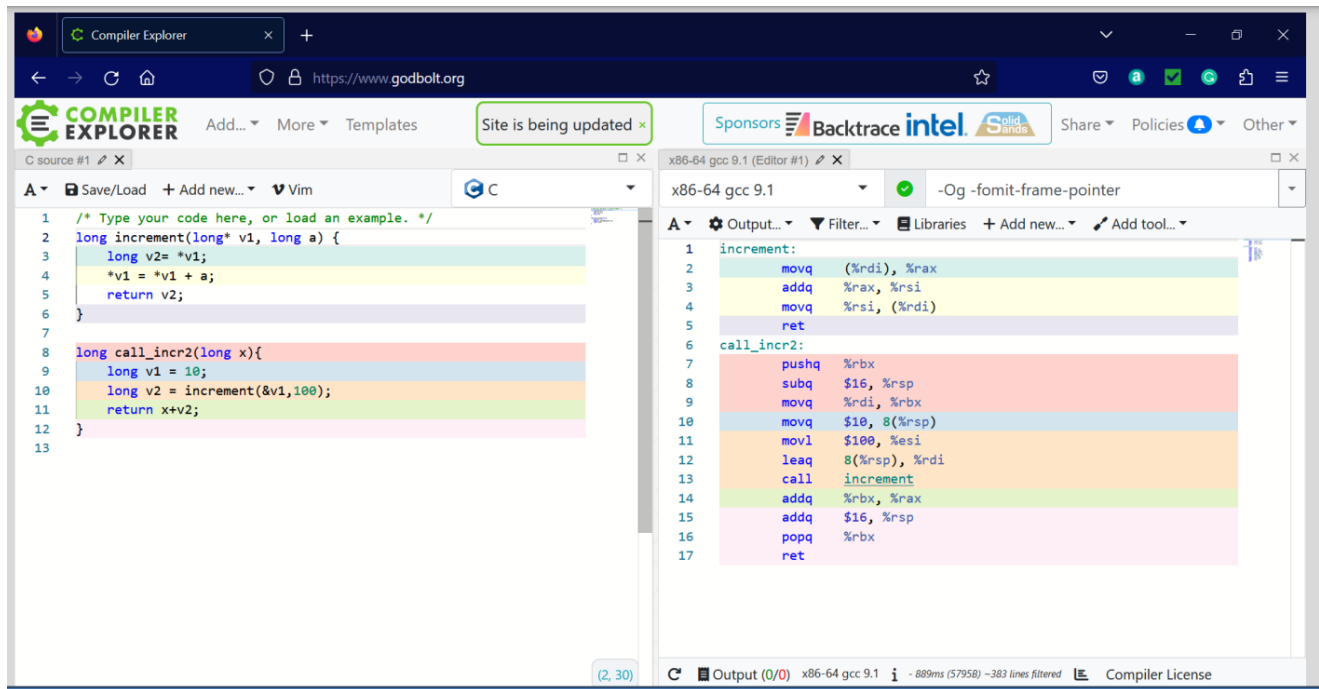 Compiler Explorer
https://www.godbolt.org
COMPILER EXPLORER Add... More Templates Site is being updated × Sponsors Backtrace intel. Solid Sands Share Policies Other
C source #1
A Save/Load + Add new... Vim C
1 /* Type your code here, or load an example. */
2 long increment(long* v1, long a) {
3 long v2= *v1;
4 *v1 = *v1 + a;
5 return v2;
6 }
7
8 long call_incr2(long x){
9 long v1 = 10;
10 long v2 = increment(&v1,100);
11 return x+v2;
12 }
13
(2, 30)
x86-64 gcc 9.1 (Editor #1)
x86-64 gcc 9.1 -Og -fomit-frame-pointer
A Output... Filter... Libraries + Add new... Add tool...
1 increment:
2 movq (%rdi), %rax
3 addq %rax, %rsi
4 movq %rsi, (%rdi)
5 ret
6 call_incr2:
7 pushq %rbx
8 subq $16, %rsp
9 movq %rdi, %rbx
10 movq $10, 8(%rsp)
11 movl $100, %esi
12 leaq 8(%rsp), %rdi
13 call increment
14 addq %rbx, %rax
15 addq $16, %rsp
16 popq %rbx
17 ret
Output (0/0) x86-64 gcc 9.1 i - 889ms (5795B) ~383 lines filtered Compiler License